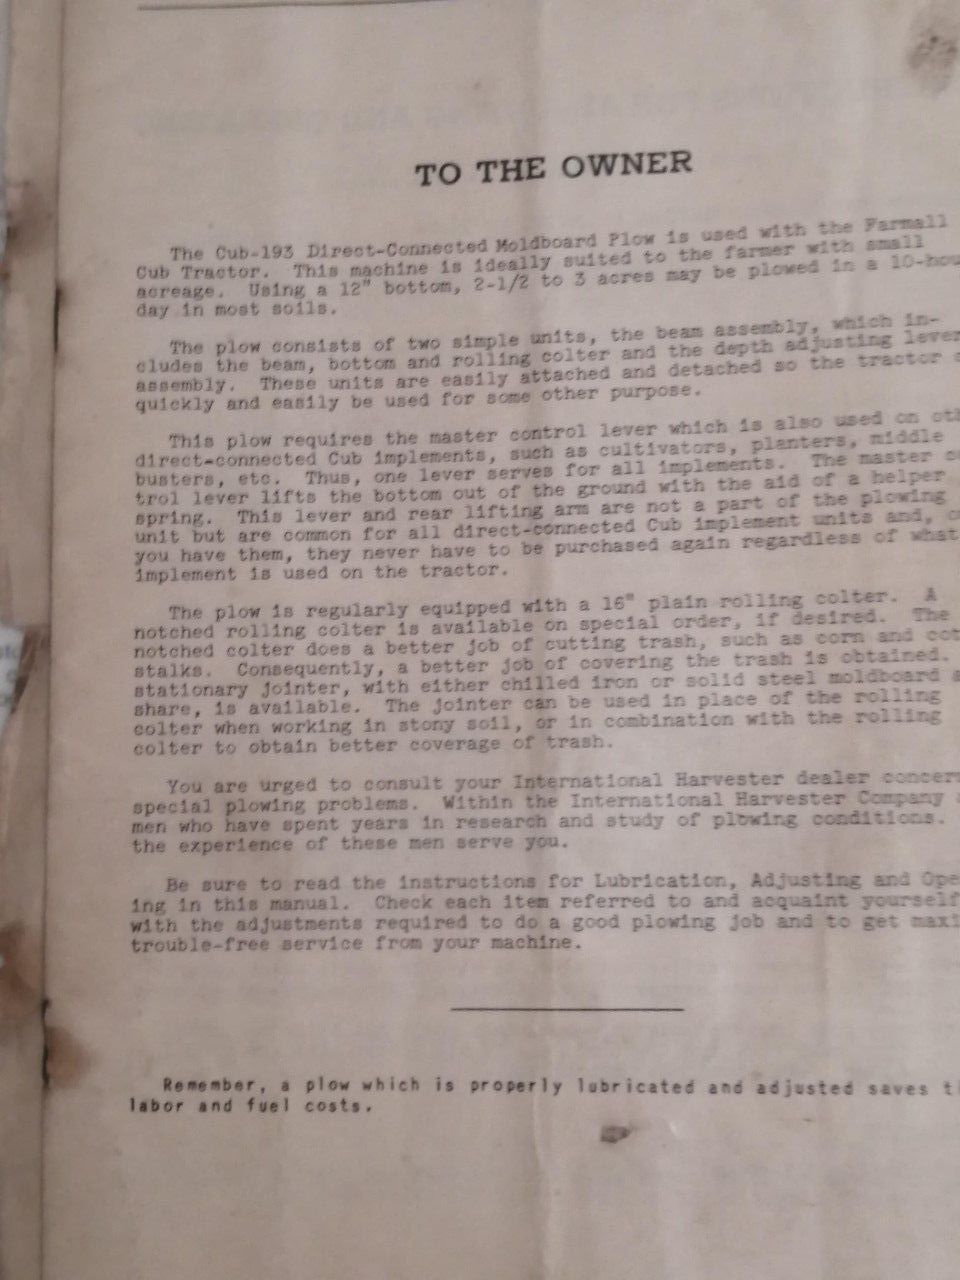 TO THE OWNER
The Cub-193 Direct-Connected Moldboard Plow is used with the Farmall
Cub Tractor. This machine is ideally suited to the farmer with small
acreage. Using a 12" bottom, 2-1/2 to 3 acres may be plowed in a 10-hou
day in most soils.
The plow consists of two simple units, the beam assembly, which in-
cludes the beam, bottom and rolling colter and the depth adjusting lever
assembly. These units are easily attached and detached so the tractor c
quickly and easily be used for some other purpose.
This plow requires the master control lever which is also used on oth
direct-connected Cub implements, such as cultivators, planters, middle
busters, etc. Thus, one lever serves for all implements. The master co
trol lever lifts the bottom out of the ground with the aid of a helper
spring. This lever and rear lifting arm are not a part of the plowing
unit but are common for all direct-connected Cub implement units and, o
you have them, they never have to be purchased again regardless of what
implement is used on the tractor.
The plow is regularly equipped with a 16" plain rolling colter. A
notched rolling colter is available on special order, if desired. The
notched colter does a better job of cutting trash, such as corn and cot
stalks. Consequently, a better job of covering the trash is obtained.
stationary jointer, with either chilled iron or solid steel moldboard a
share, is available. The jointer can be used in place of the rolling
colter when working in stony soil, or in combination with the rolling
colter to obtain better coverage of trash.
You are urged to consult your International Harvester dealer concern
special plowing problems. Within the International Harvester Company a
men who have spent years in research and study of plowing conditions.
the experience of these men serve you.
Be sure to read the instructions for Lubrication, Adjusting and Ope
ing in this manual. Check each item referred to and acquaint yourself
with the adjustments required to do a good plowing job and to get maxi
trouble-free service from your machine.
Remember, a plow which is properly lubricated and adjusted saves ti
labor and fuel costs.